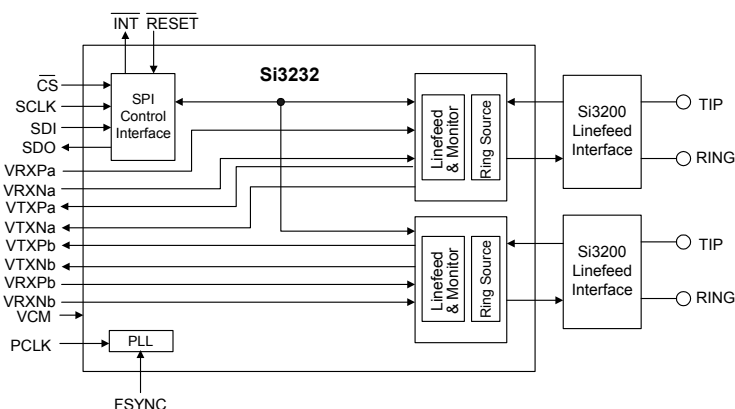 INT RESET
Si3232
CS
SCLK
SDI
SDO
SPI
Control
Interface
VRXPa
VRXNa
VTXPa
VTXNa
VTXPb
VTXNb
VRXPb
VRXNb
VCM
PCLK
PLL
FSYNC
Linefeed
& Monitor
Ring Source
Si3200
Linefeed
Interface
TIP
RING
Linefeed
& Monitor
Ring Source
Si3200
Linefeed
Interface
TIP
RING